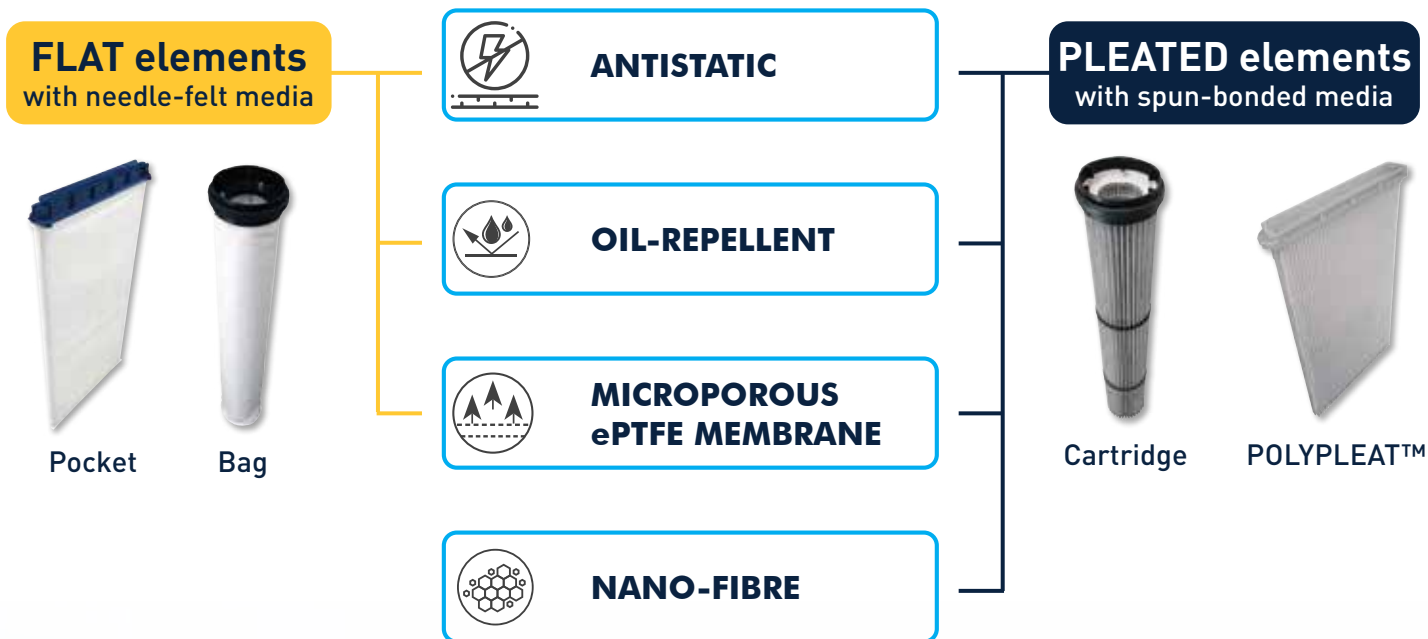 FLAT elements
with needle-felt media
Pocket
Bag
ANTISTATIC
OIL-REPELLENT
MICROPOROUS
ePTFE MEMBRANE
NANO-FIBRE
PLEATED elements
with spun-bonded media
Cartridge
POLYPLEAT™